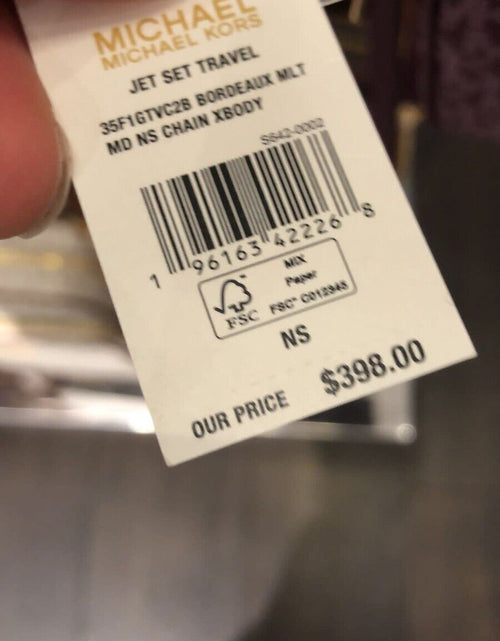 MICHAEL
MICHAEL KORS
JET SET TRAVEL
35F1GTVC2B BORDEAUX MLT
MD NS CHAIN XBODY
S642-0002
1 96163 42226 8
MIX
Paper
FSC FSC® C012945
NS
OUR PRICE $398.00